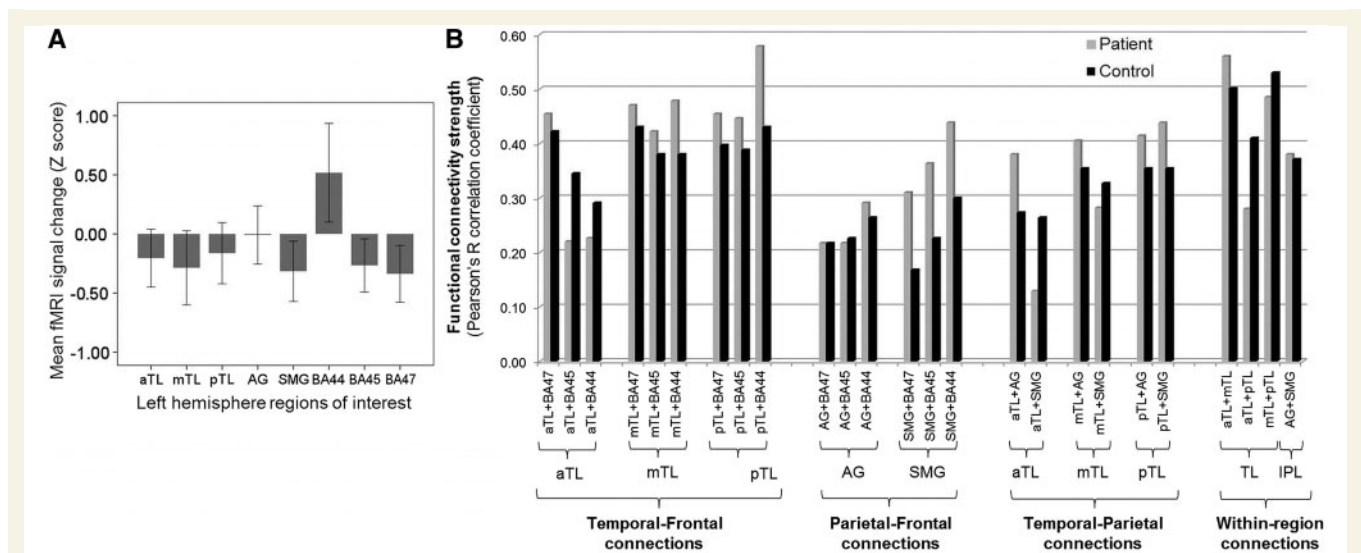 A
1.00
0.50
0.00
-0.50
-1.00
Mean fMRI signal change (Z score)
aTL mTL pTL AG SMG BA44 BA45 BA47
Left hemisphere regions of interest
B
Patient
Control
Functional connectivity strength
(Pearson's R correlation coefficient)
0.60
0.50
0.40
0.30
0.20
0.10
0.00
aTL+BA47
aTL+BA45
aTL+BA44
mTL+BA47
mTL+BA45
mTL+BA44
pTL+BA47
pTL+BA45
pTL+BA44
AG+BA47
AG+BA45
AG+BA44
SMG+BA47
SMG+BA45
SMG+BA44
aTL+AG
aTL+SMG
mTL+AG
mTL+SMG
pTL+AG
pTL+SMG
aTL+mTL
aTL+pTL
mTL+pTL
AG+SMG
aTL mTL pTL AG SMG aTL mTL pTL TL IPL
Temporal-Frontal
connections
Parietal-Frontal
connections
Temporal-Parietal
connections
Within-region
connections